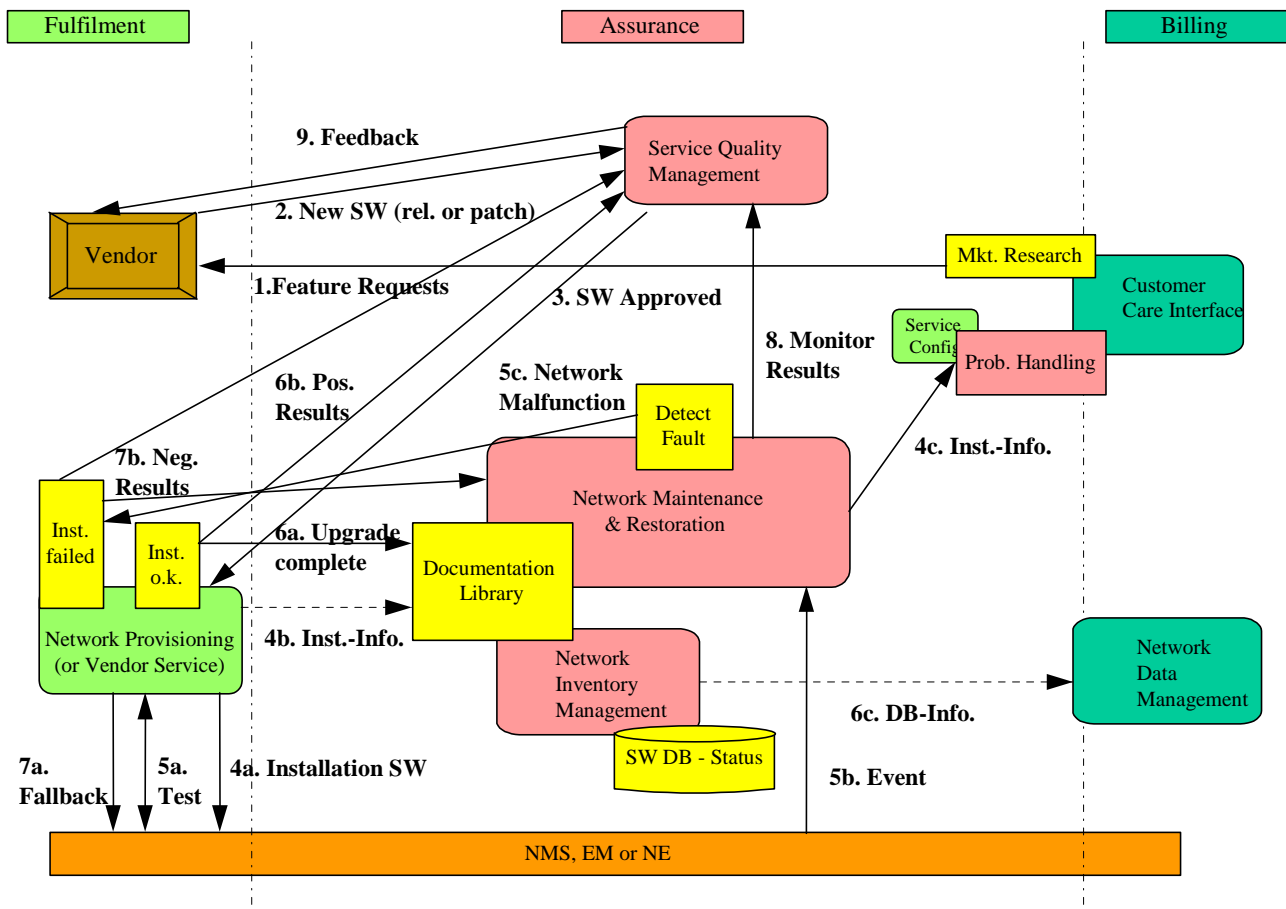 Fulfilment
Assurance
Billing
9. Feedback
Service Quality
Management
2. New SW (rel. or patch)
Vendor
Mkt. Research
1.Feature Requests
3. SW Approved
Customer
Care Interface
Service
Config
8. Monitor
Results
Prob. Handling
6b. Pos.
Results
5c. Network
Malfunction
Detect
Fault
4c. Inst.-Info.
7b. Neg.
Results
Network Maintenance
& Restoration
Inst.
failed
Inst.
o.k.
6a. Upgrade
complete
Documentation
Library
4b. Inst.-Info.
Network Provisioning
(or Vendor Service)
Network
Inventory
Management
Network
Data
Management
6c. DB-Info.
SW DB - Status
7a.
Fallback
5a.
Test
4a. Installation SW
5b. Event
NMS, EM or NE